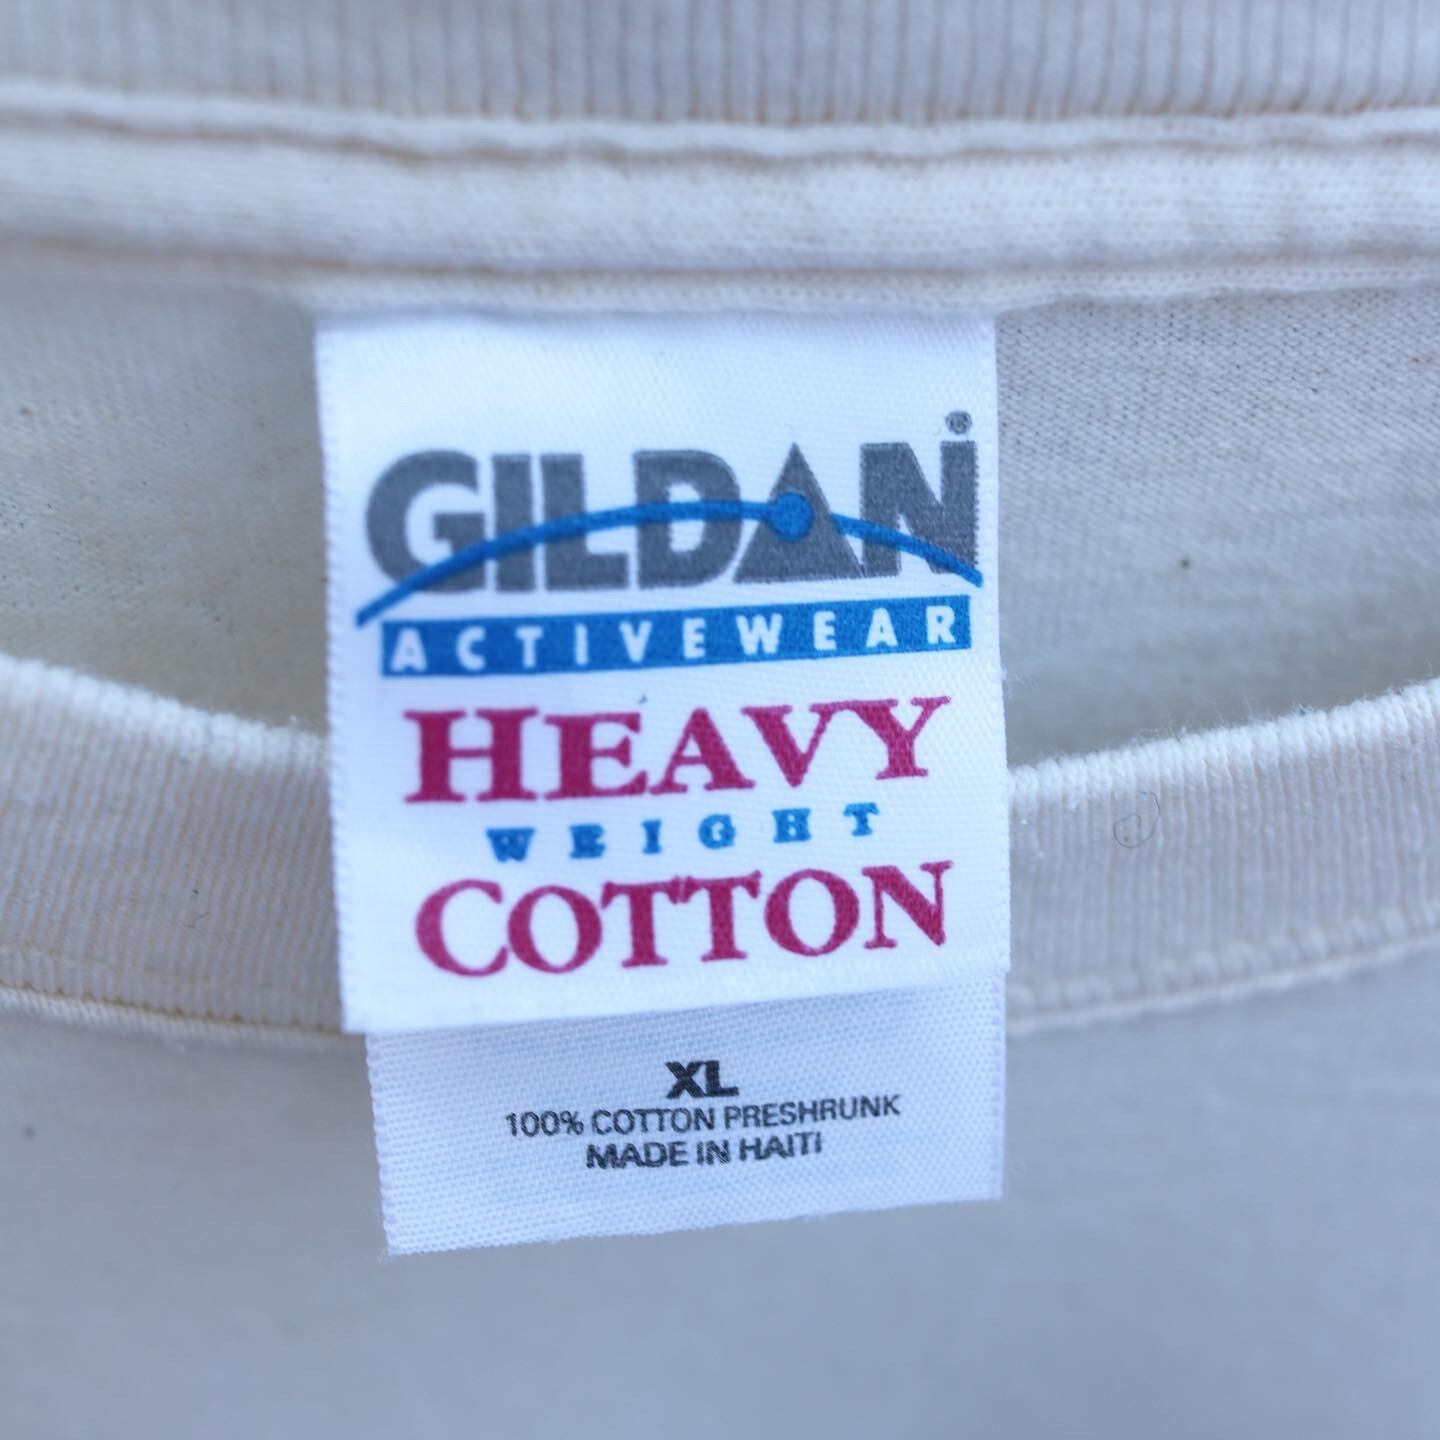 GILDAN®
ACTIVEWEAR
HEAVY
WEIGHT
COTTON
XL
100% COTTON PRESHRUNK
MADE IN HAITI